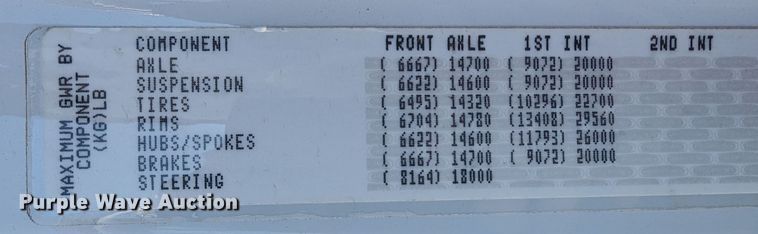 MAXIMUM GWR BY
COMPONENT
(KG)LB
COMPONENT FRONT AXLE 1ST INT 2ND INT
AXLE ( 6667) 14700 ( 9072) 20000
SUSPENSION ( 6622) 14600 ( 9072) 20000
TIRES ( 6495) 14320 (10296) 22700
RIMS ( 6704) 14780 (13408) 29560
HUBS/SPOKES ( 6622) 14600 (11793) 26000
BRAKES ( 6667) 14700 ( 9072) 20000
STEERING ( 8164) 18000
Purple Wave Auction